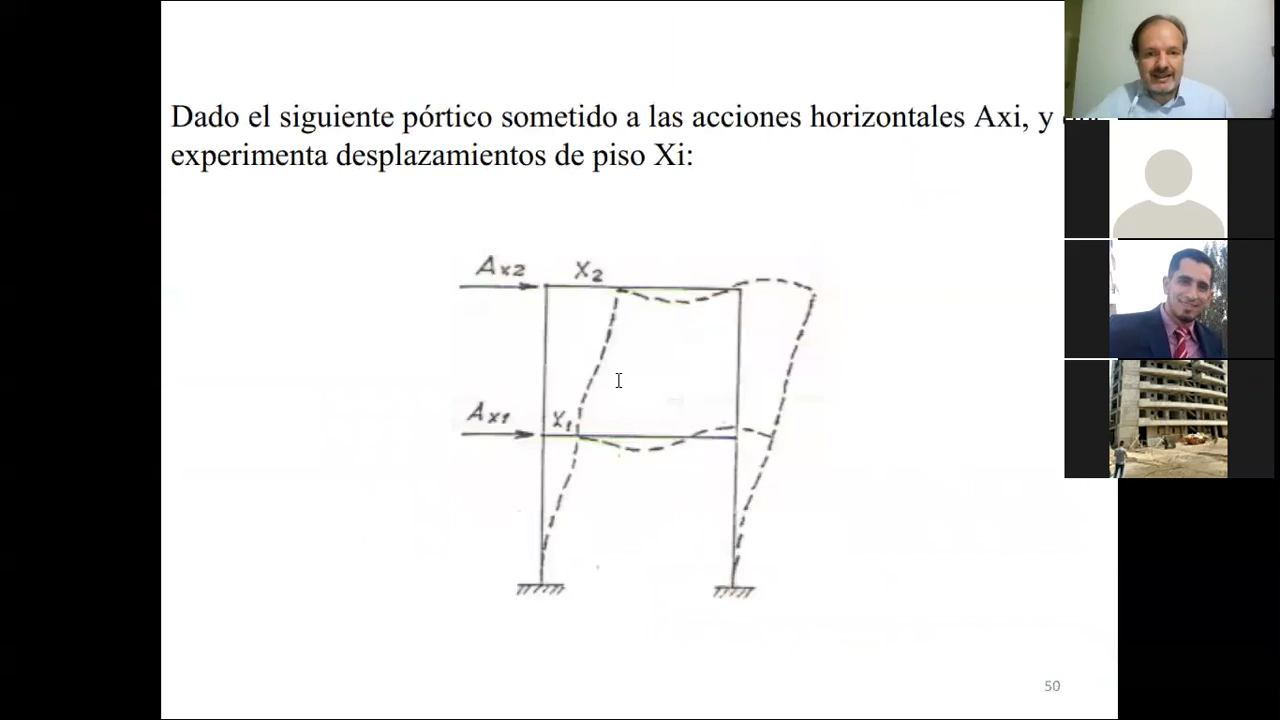 Dado el siguiente pórtico sometido a las acciones horizontales Axi, y
experimenta desplazamientos de piso Xi:
Ax2 X2
Ax1 X1
50